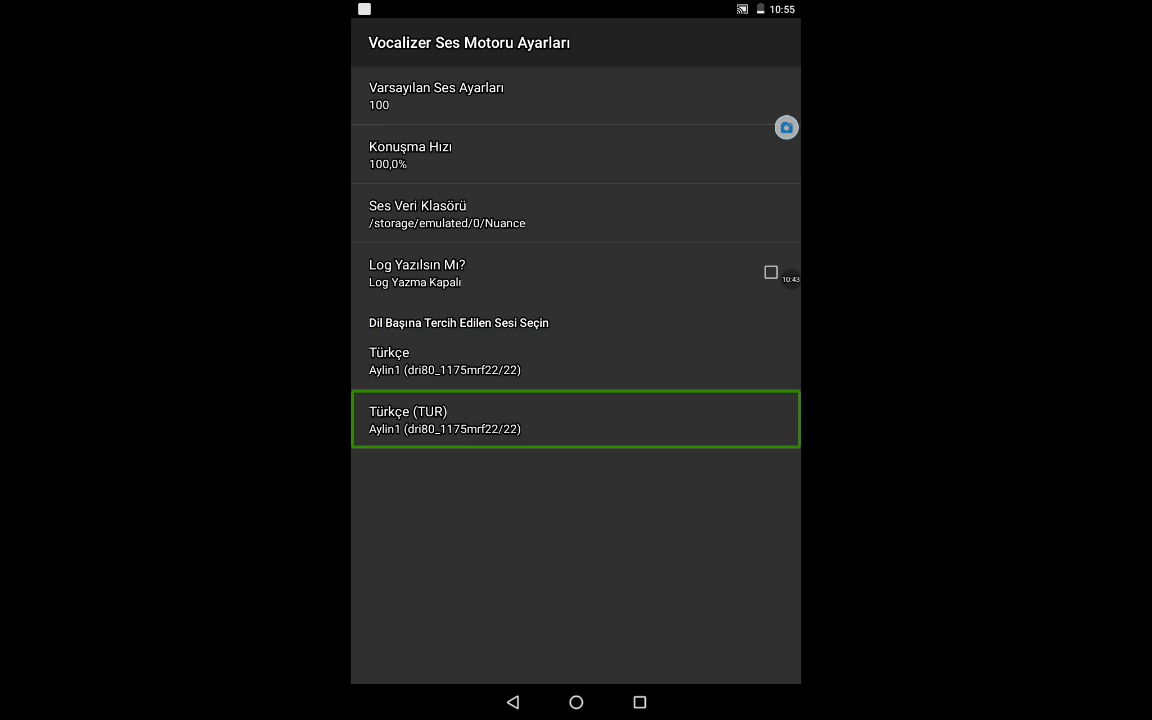 10:55
Vocalizer Ses Motoru Ayarları
Varsayılan Ses Ayarları
100
Konuşma Hızı
100,0%
Ses Veri Klasörü
/storage/emulated/0/Nuance
Log Yazılsın Mı?
Log Yazma Kapalı
10:43
Dil Başına Tercih Edilen Sesi Seçin
Türkçe
Aylin1 (dri80_1175mrf22/22)
Türkçe (TUR)
Aylin1 (dri80_1175mrf22/22)